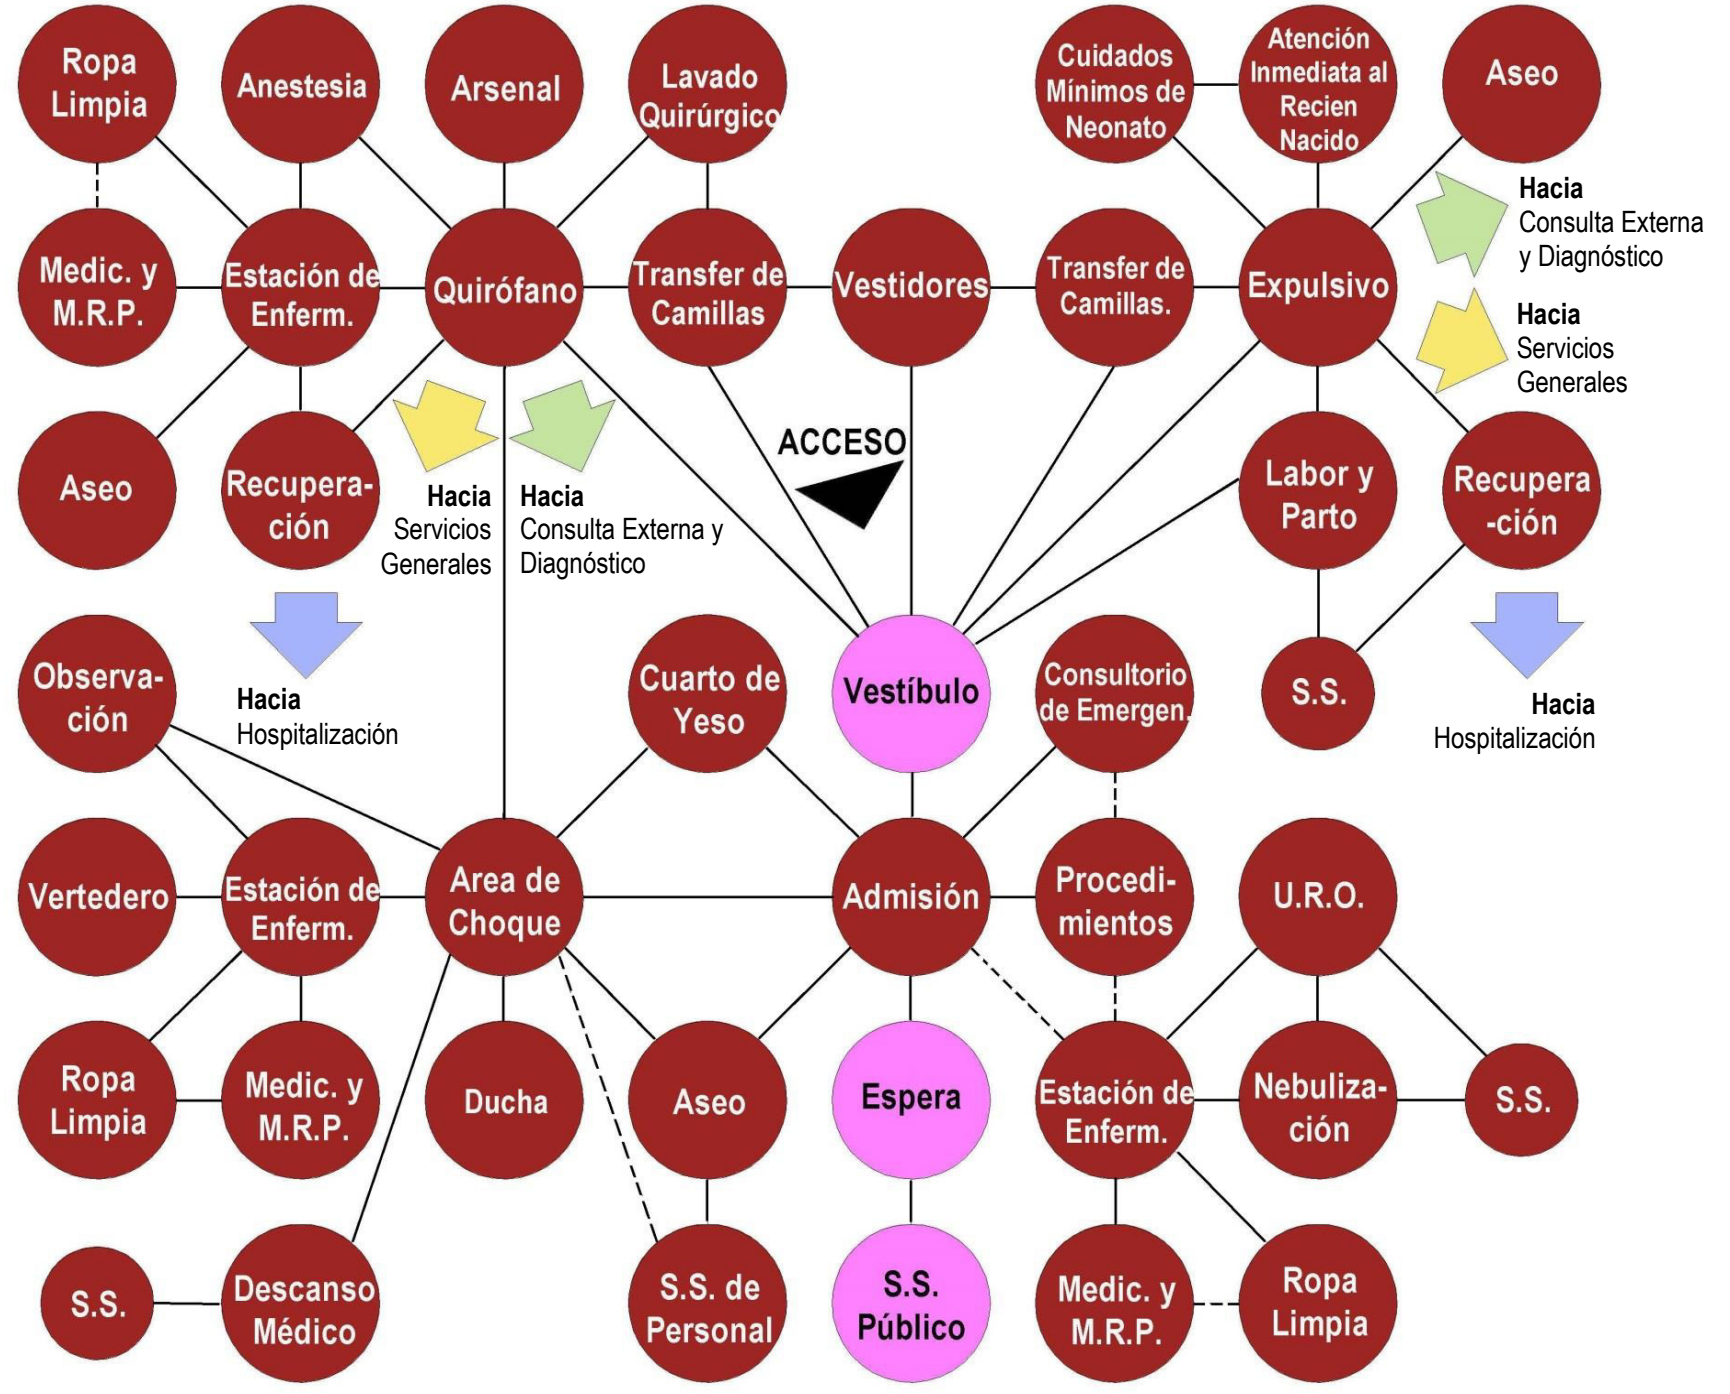 Ropa
Limpia
Anestesia
Arsenal
Lavado
Quirúrgico
Cuidados
Mínimos de
Neonato
Atención
Inmediata al
Recien
Nacido
Aseo
Hacia
Consulta Externa
y Diagnóstico
Medic. y
M.R.P.
Estación de
Enferm.
Quirófano
Transfer de
Camillas
Vestidores
Transfer de
Camillas.
Expulsivo
Hacia
Servicios
Generales
Aseo
Recupera-
ción
Hacia
Servicios
Generales
Hacia
Consulta Externa y
Diagnóstico
ACCESO
Labor y
Parto
Recupera
-ción
Observa-
ción
Hacia
Hospitalización
Cuarto de
Yeso
Vestíbulo
Consultorio
de Emergen.
S.S.
Hacia
Hospitalización
Vertedero
Estación de
Enferm.
Area de
Choque
Admisión
Procedi-
mientos
U.R.O.
Ropa
Limpia
Medic. y
M.R.P.
Ducha
Aseo
Espera
Estación de
Enferm.
Nebuliza-
ción
S.S.
S.S.
Descanso
Médico
S.S. de
Personal
S.S.
Público
Medic. y
M.R.P.
Ropa
Limpia